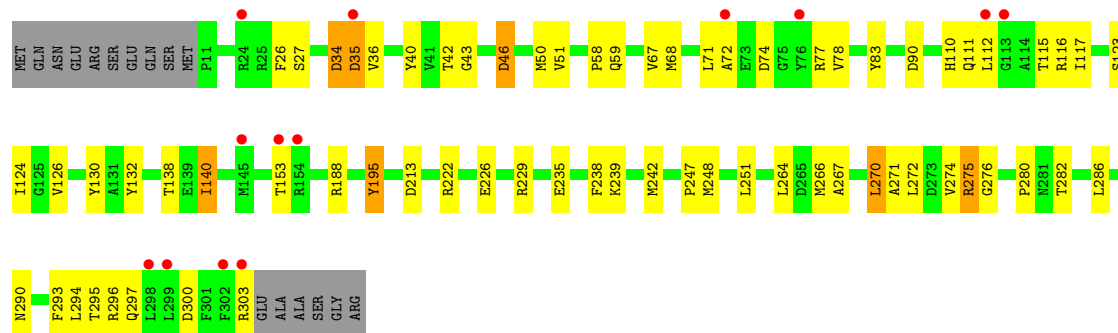 MET GLN ASN GLU ARG SER GLU GLN SER MET P11 R24 R25 F26 S27 D34 D35 V36 Y40 V41 T42 G43 D46 M50 V51 P58 Q59 V67 M68 L71 A72 E73 D74 G75 Y76 R77 V78 Y83 D90 H110 Q111 L112 G113 A114 T115 R116 I117 S123
I124 G125 V126 Y130 A131 Y132 T138 E139 I140 M145 T153 R154 R188 Y195 D213 R222 E226 R229 E235 F238 K239 M242 P247 M248 L251 L264 D265 M266 A267 L270 A271 L272 D273 V274 R275 G276 P280 N281 T282 L286
N290 F293 L294 T295 R296 Q297 L298 L299 D300 F301 F302 R303 GLU ALA ALA SER GLY ARG